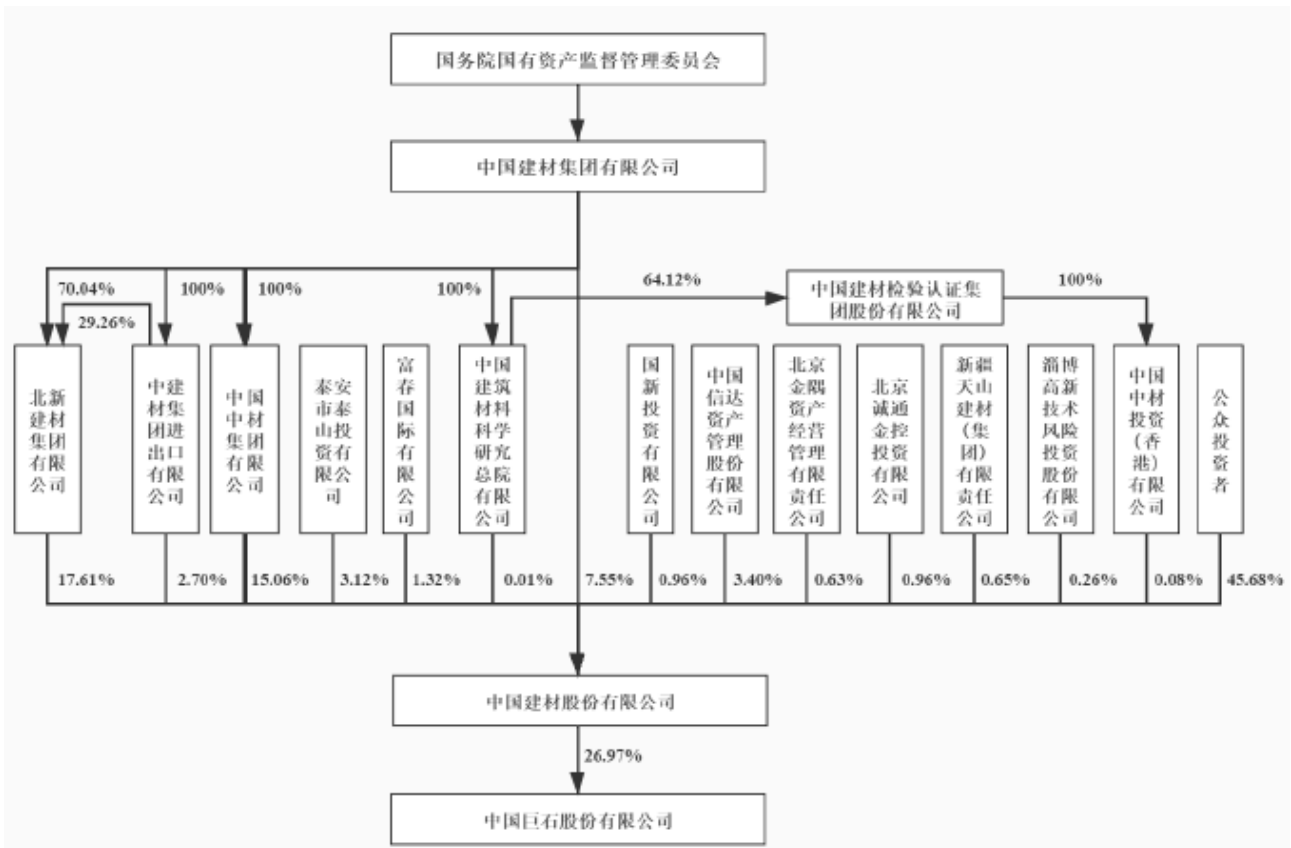 国务院国有资产监督管理委员会
中国建材集团有限公司
70.04%
100%
100%
100%
64.12%
中国建材检验认证集
团股份有限公司
100%
29.26%
北新
建材
集团
有限
公司
中建
材集
团进
出口
有限
公司
中国
中材
集团
有限
公司
泰安
市泰
山投
资有
限公
司
富
春
国
际
有
限
公
司
中国
建筑
材料
科学
研究
总院
有限
公司
国
新
投
资
有
限
公
司
中国
信达
资产
管理
股份
有限
公司
北京
金隅
资产
经营
管理
有限
责任
公司
北京
诚通
金控
投资
有限
公司
新疆
天山
建材
(集
团)
有限
责任
公司
淄博
高新
技术
风险
投资
股份
有限
公司
中国
中材
投资
(香
港)
有限
公司
公
众
投
资
者
17.61%
2.70%
15.06%
3.12%
1.32%
0.01%
7.55%
0.96%
3.40%
0.63%
0.96%
0.65%
0.26%
0.08%
45.68%
中国建材股份有限公司
26.97%
中国巨石股份有限公司